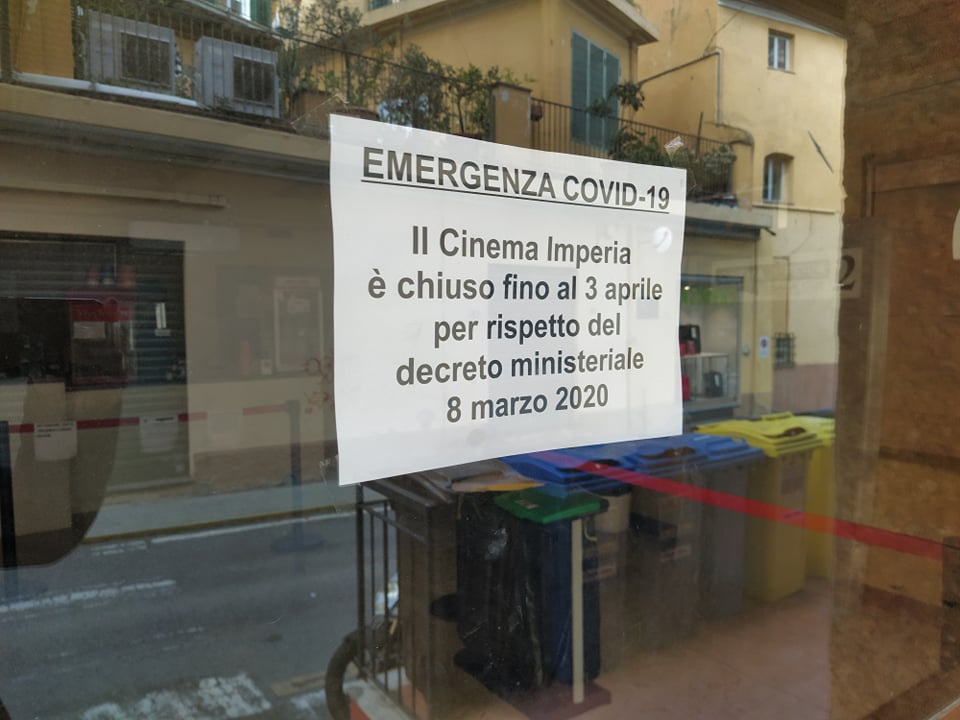 EMERGENZA COVID-19
Il Cinema Imperia
è chiuso fino al 3 aprile
per rispetto del
decreto ministeriale
8 marzo 2020
2